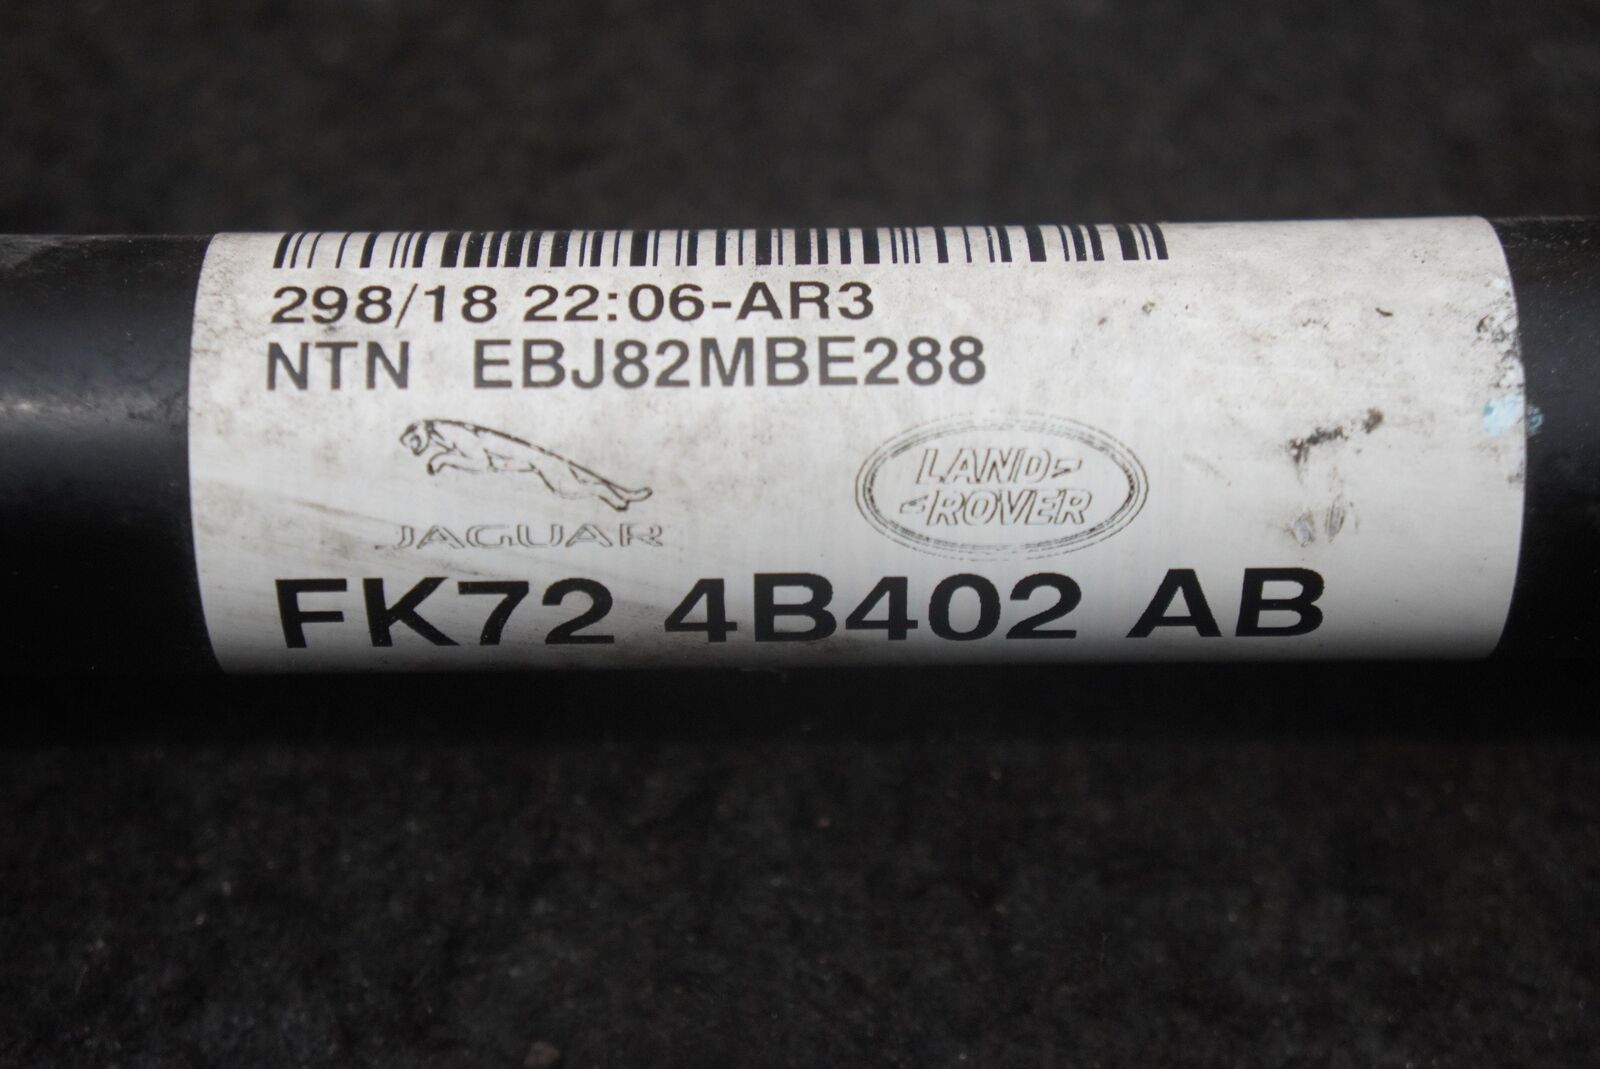 298/18 22:06-AR3
NTN EBJ82MBE288
JAGUAR
LAND-
-ROVER
FK72 4B402 AB